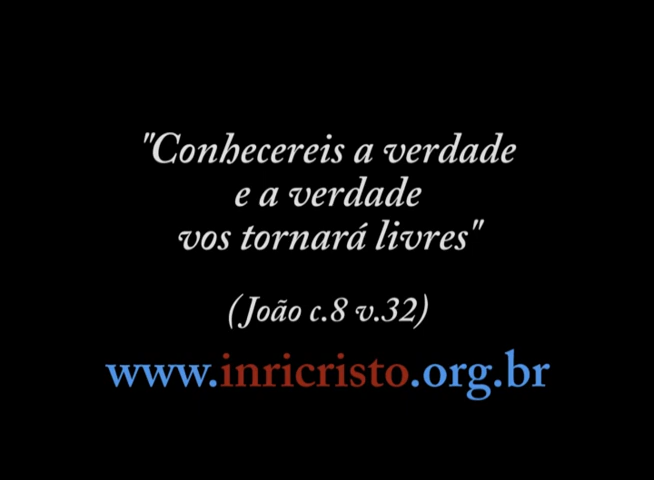 "Conhecereis a verdade
e a verdade
vos tornará livres"
(João c.8 v.32)
www.inricristo.org.br